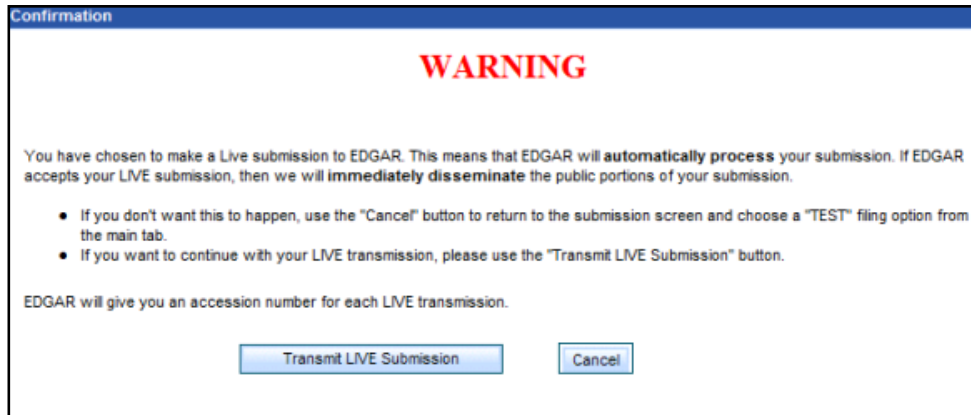 Confirmation
WARNING
You have chosen to make a Live submission to EDGAR. This means that EDGAR will automatically process your submission. If EDGAR
accepts your LIVE submission, then we will immediately disseminate the public portions of your submission.
● If you don't want this to happen, use the "Cancel" button to return to the submission screen and choose a "TEST" filing option from
the main tab.
● If you want to continue with your LIVE transmission, please use the "Transmit LIVE Submission" button.
EDGAR will give you an accession number for each LIVE transmission.
Transmit LIVE Submission Cancel